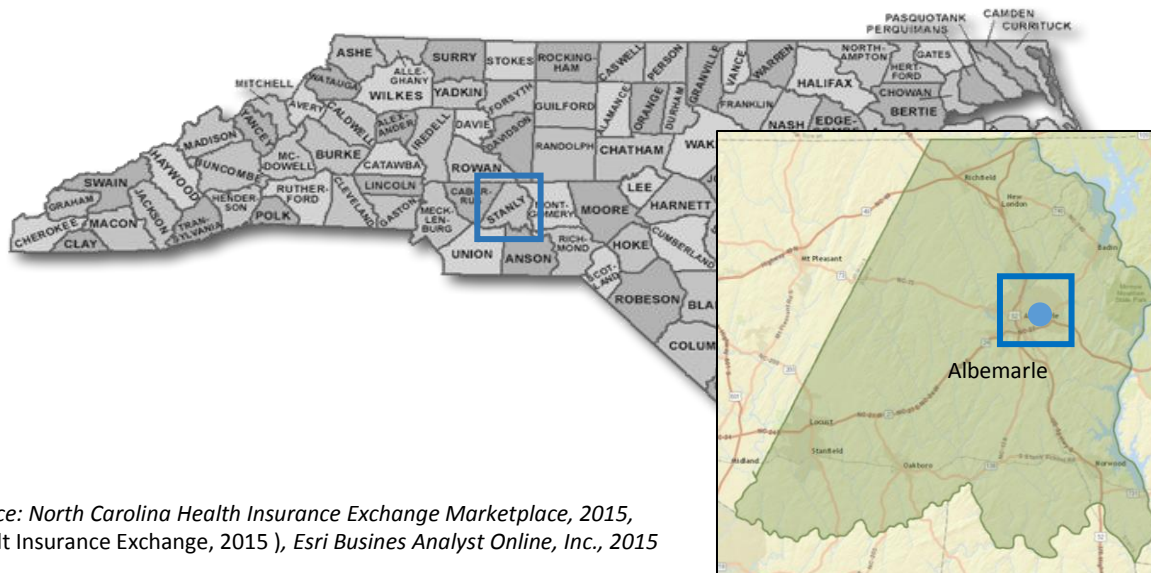 PASQUOTANK
CAMDEN
PERQUIMANS
CURRITUCK
ASHE
SURRY
STOKES
ROCKING-
HAM
CASWELL
PERSON
GRANVILLE
VANCE
WARREN
NORTH-
AMPTON
GATES
HERT-
FORD
ALLE-
GHANY
HALIFAX
MITCHELL
WATAUGA
WILKES
YADKIN
FORSYTH
GUILFORD
ALAMANCE
ORANGE
DURHAM
FRANKLIN
CHOWAN
BERTIE
AVERY
CALDWELL
ALEX-
ANDER
IREDELL
DAVIE
DAVIDSON
NASH
EDGE-
MADISON
YANCEY
RANDOLPH
CHATHAM
WAK
HAYWOOD
BUNCOMBE
MC-
DOWELL
BURKE
CATAWBA
ROWAN
SWAIN
RUTHER-
FORD
LINCOLN
CABAR-
RUS
LEE
GRAHAM
JACKSON
HENDER-
SON
CLEVELAND
GASTON
STANLY
MONT-
GOMERY
MOORE
HARNETT
CHEROKEE
MACON
TRAN-
SYLVANIA
POLK
MECK-
LEN-
BURG
CLAY
UNION
ANSON
RICH-
MOND
HOKE
CUMBERLAND
SCOT-
LAND
ROBESON
BLA
COLUM
Richfield
New
London
Badin
Mt Pleasant
Albemarle
Locust
Stanfield
Midland
Oakboro
Norwood
ce: North Carolina Health Insurance Exchange Marketplace, 2015,
lt Insurance Exchange, 2015 ), Esri Busines Analyst Online, Inc., 2015